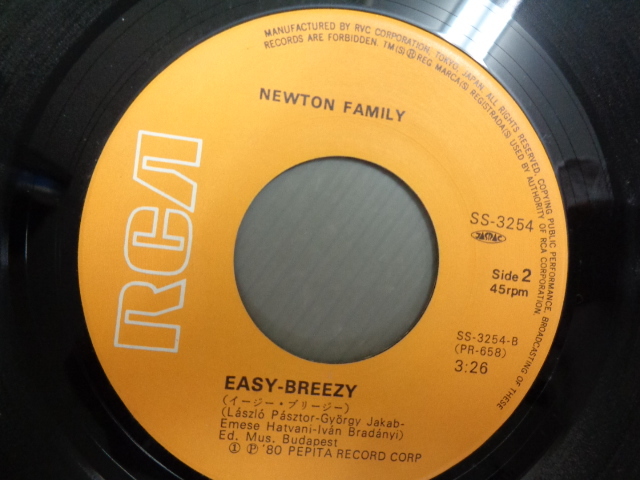 MANUFACTURED BY RVC CORPORATION, TOKYO, JAPAN. ALL RIGHTS RESERVED. COPYING PUBLIC PERFORMANCE, BROADCASTING OF THESE
RECORDS ARE FORBIDDEN. TM(S) ® REG MARCA(S) REGISTRADA(S) USED BY AUTHORITY OF RCA CORPORATION.
NEWTON FAMILY
RCA
SS-3254
JASRAC
Side 2
45rpm
SS-3254-B
(PR-658)
3:26
EASY-BREEZY
(イージー・ブリージー)
(László Pásztor-György Jakab-
Emese Hatvani-Iván Bradányi)
Ed. Mus. Budapest
① Ⓟ '80 PEPITA RECORD CORP